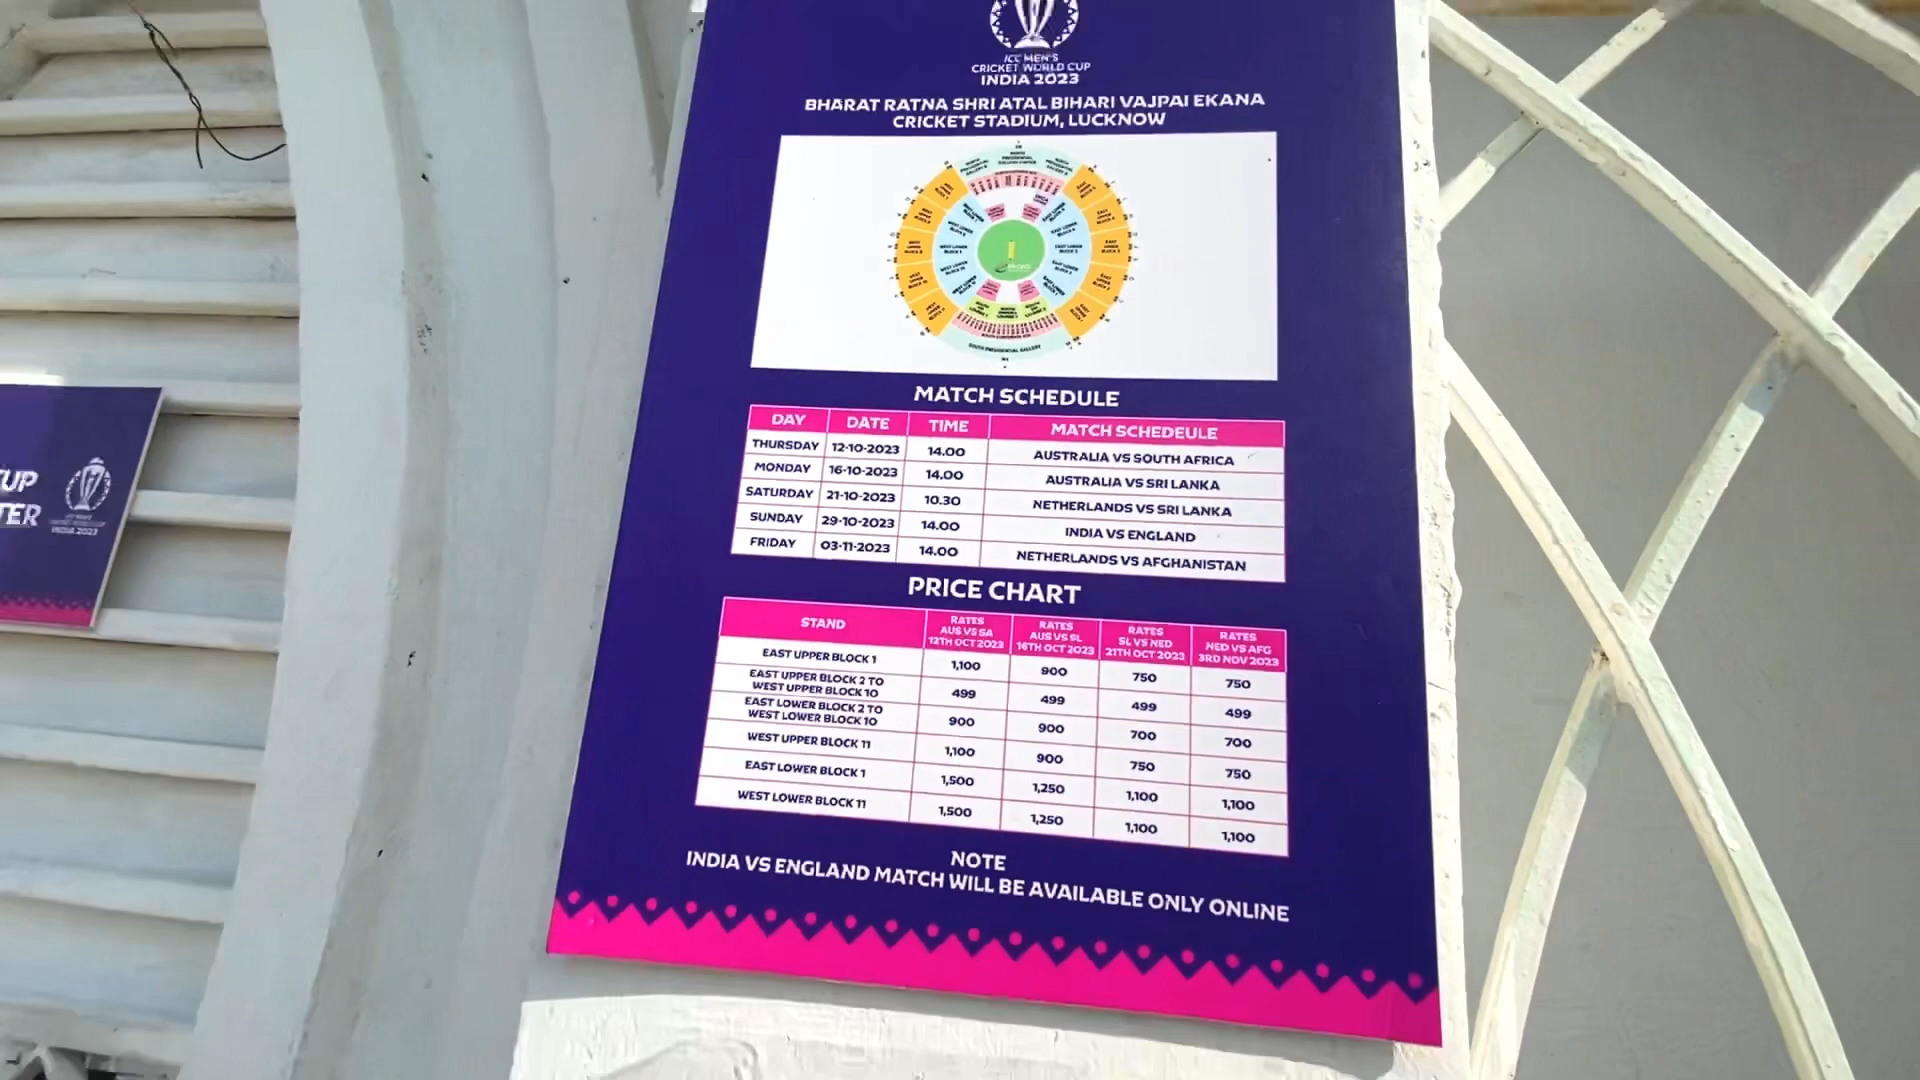 ICC MEN'S
CRICKET WORLD CUP
INDIA 2023
BHARAT RATNA SHRI ATAL BIHARI VAJPAI EKANA
CRICKET STADIUM, LUCKNOW
SOUTH PRESIDENTIAL GALLERY
MATCH SCHEDULE
DAY DATE TIME MATCH SCHEDEULE
THURSDAY 12-10-2023 14.00 AUSTRALIA VS SOUTH AFRICA
MONDAY 16-10-2023 14.00 AUSTRALIA VS SRI LANKA
SATURDAY 21-10-2023 10.30 NETHERLANDS VS SRI LANKA
SUNDAY 29-10-2023 14.00 INDIA VS ENGLAND
FRIDAY 03-11-2023 14.00 NETHERLANDS VS AFGHANISTAN
PRICE CHART
STAND
RATES
AUS VS SA
12TH OCT 2023
RATES
AUS VS SL
16TH OCT 2023
RATES
SL VS NED
21TH OCT 2023
RATES
NED VS AFG
3RD NOV 2023
EAST UPPER BLOCK 1 1,100 900 750 750
EAST UPPER BLOCK 2 TO
WEST UPPER BLOCK 10 499 499 499 499
EAST LOWER BLOCK 2 TO
WEST LOWER BLOCK 10 900 900 700 700
WEST UPPER BLOCK 11 1,100 900 750 750
EAST LOWER BLOCK 1 1,500 1,250 1,100 1,100
WEST LOWER BLOCK 11 1,500 1,250 1,100 1,100
NOTE
INDIA VS ENGLAND MATCH WILL BE AVAILABLE ONLY ONLINE
UP
TER
INDIA 2023